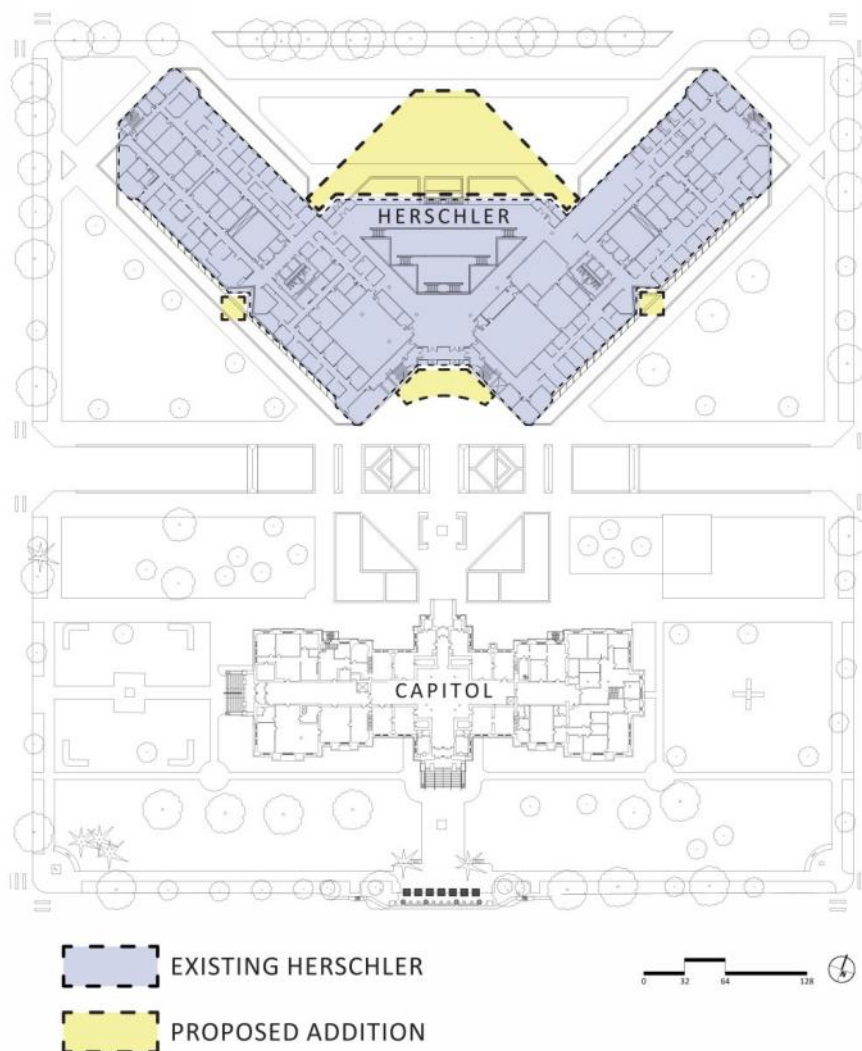 HERSCHLER
CAPITOL
EXISTING HERSCHLER
0 32 64 128
PROPOSED ADDITION